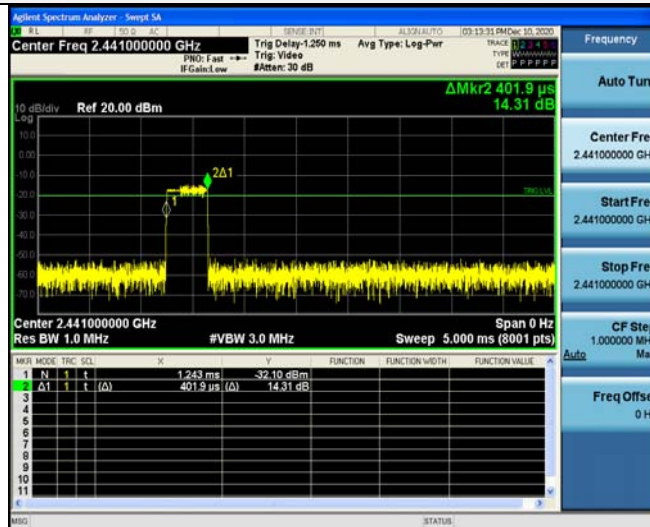 Agilent Spectrum Analyzer - Swept SA
RL RF 50 Ω AC SENSE:INT ALIGN AUTO 03:13:31 PM Dec 10, 2020
Center Freq 2.441000000 GHz
PNO: Fast
IFGain:Low
Trig Delay-1.250 ms
Trig: Video
#Atten: 30 dB
Avg Type: Log-Pwr
TRACE 1 2 3 4 5 6
TYPE
DET P P P P P P
ΔMkr2 401.9 µs
14.31 dB
10 dB/div Ref 20.00 dBm
Log
10.0
0.00
-10.0
-20.0
-30.0
-40.0
-50.0
-60.0
-70.0
2Δ1
1
TRIG LVL
Center 2.441000000 GHz Span 0 Hz
Res BW 1.0 MHz #VBW 3.0 MHz Sweep 5.000 ms (8001 pts)
MKR MODE TRC SCL X Y FUNCTION FUNCTION WIDTH FUNCTION VALUE
1 N 1 t 1.243 ms -32.10 dBm
2 Δ1 1 t (Δ) 401.9 µs (Δ) 14.31 dB
3
4
5
6
7
8
9
10
11
MSG STATUS
Frequency
Auto Tun
Center Fre
2.441000000 GH
Start Fre
2.441000000 GH
Stop Fre
2.441000000 GH
CF Ste
1.000000 MH
Auto Ma
Freq Offse
0 H